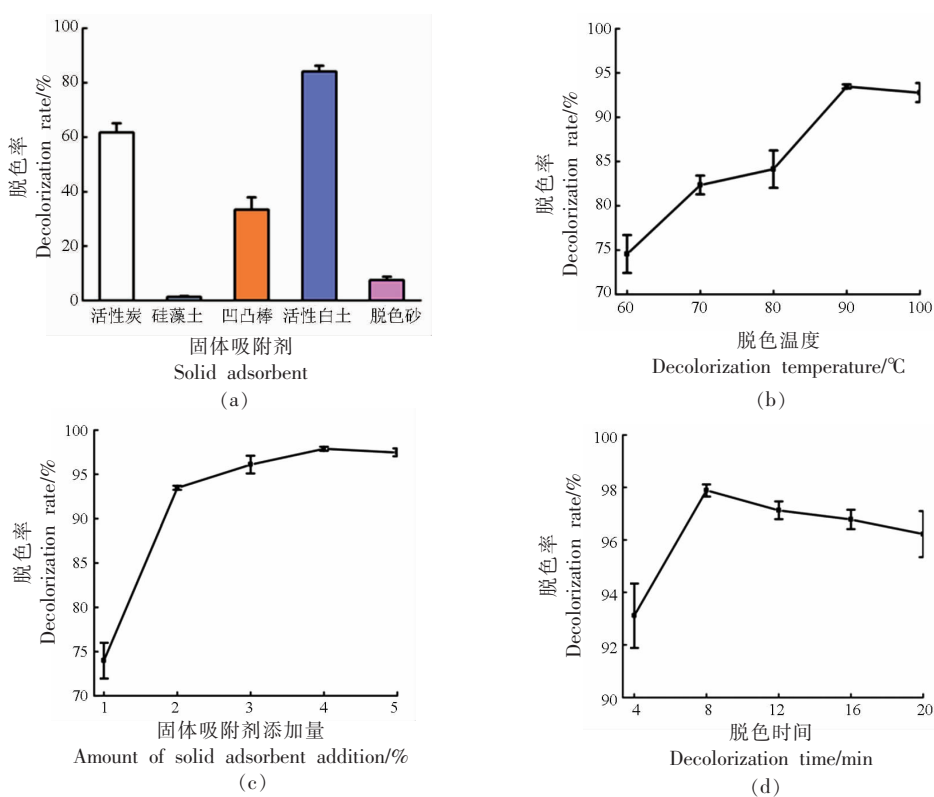 100
80
60
40
20
0
脱色率
Decolorization rate/%
活性炭 硅藻土 凹凸棒 活性白土 脱色砂
固体吸附剂
Solid adsorbent
(a)
100
95
90
85
80
75
70
脱色率
Decolorization rate/%
60 70 80 90 100
脱色温度
Decolorization temperature/℃
(b)
100
95
90
85
80
75
70
脱色率
Decolorization rate/%
1 2 3 4 5
固体吸附剂添加量
Amount of solid adsorbent addition/%
(c)
100
98
96
94
92
90
脱色率
Decolorization rate/%
4 8 12 16 20
脱色时间
Decolorization time/min
(d)